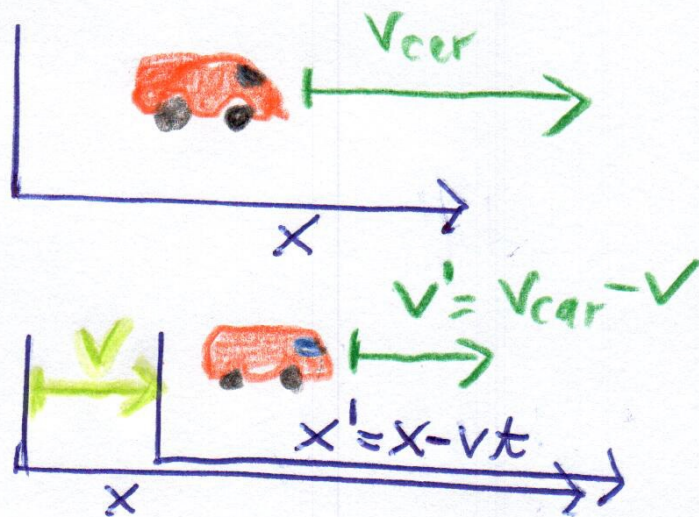 Vcar
x
v' = vcar - v
v
x' = x - vt
x